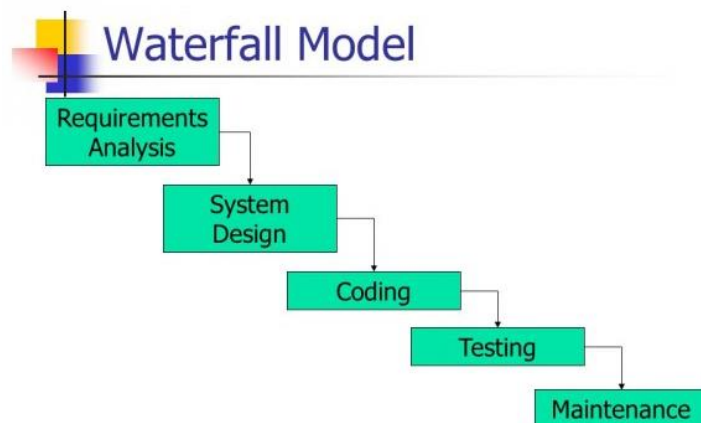 Waterfall Model
Requirements
Analysis
System
Design
Coding
Testing
Maintenance